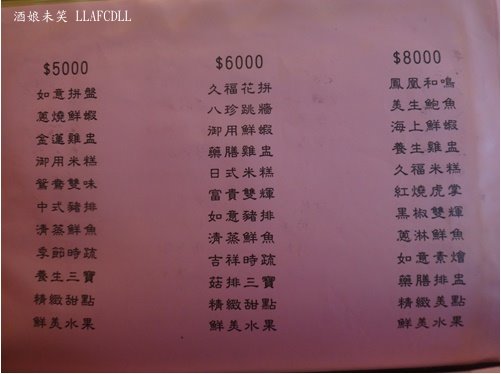 酒娘未笑 LLAFCDLL
$5000
如意拼盤
蔥燒鮮蝦
金蓮雞盅
御用米糕
鴛鴦雙味
中式豬排
清蒸鮮魚
季節時蔬
養生三寶
精緻甜點
鮮美水果
$6000
久福花拼
八珍跳牆
御用鮮蝦
藥膳雞盅
日式米糕
富貴雙輝
如意豬排
清蒸鮮魚
吉祥時蔬
菇排三寶
精緻甜點
鮮美水果
$8000
鳳凰和鳴
美生鮑魚
海上鮮蝦
養生雞盅
久福米糕
紅燒虎掌
黑椒雙輝
蔥淋鮮魚
如意素燴
藥膳排盅
精緻美點
鮮美水果